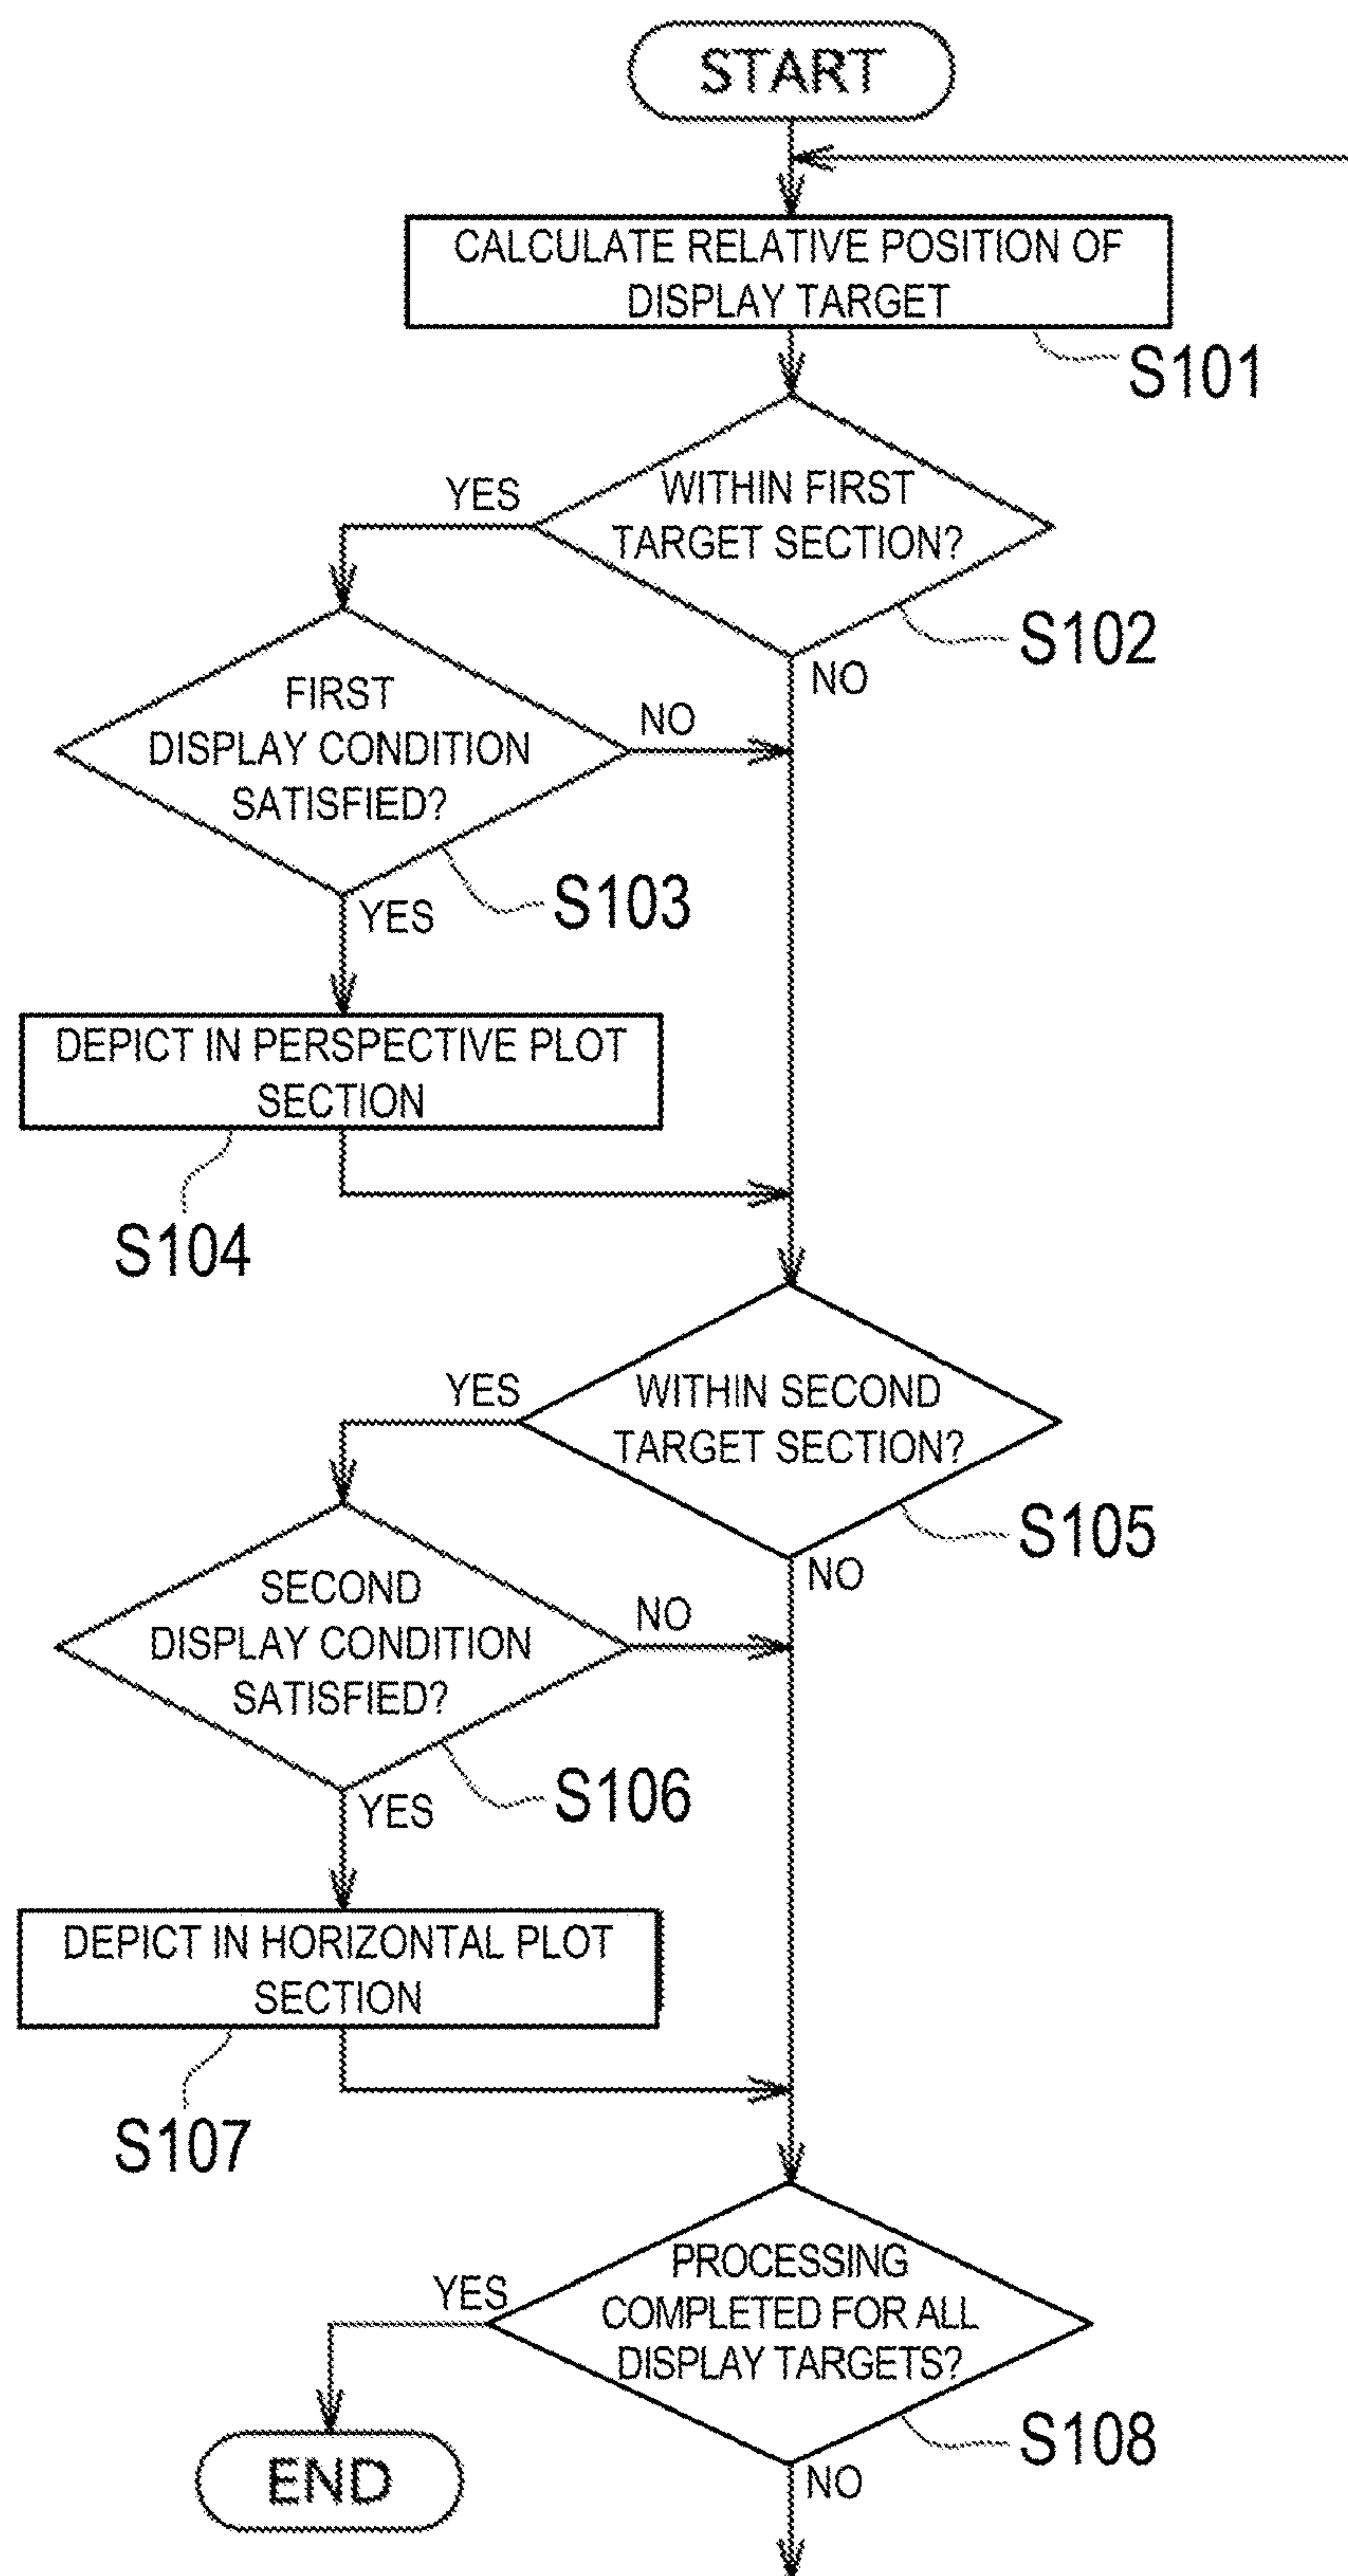 START
CALCULATE RELATIVE POSITION OF
DISPLAY TARGET
S101
YES
WITHIN FIRST
TARGET SECTION?
S102
NO
FIRST
DISPLAY CONDITION
SATISFIED?
NO
S103
YES
DEPICT IN PERSPECTIVE PLOT
SECTION
S104
YES
WITHIN SECOND
TARGET SECTION?
S105
NO
SECOND
DISPLAY CONDITION
SATISFIED?
NO
S106
YES
DEPICT IN HORIZONTAL PLOT
SECTION
S107
YES
PROCESSING
COMPLETED FOR ALL
DISPLAY TARGETS?
S108
NO
END